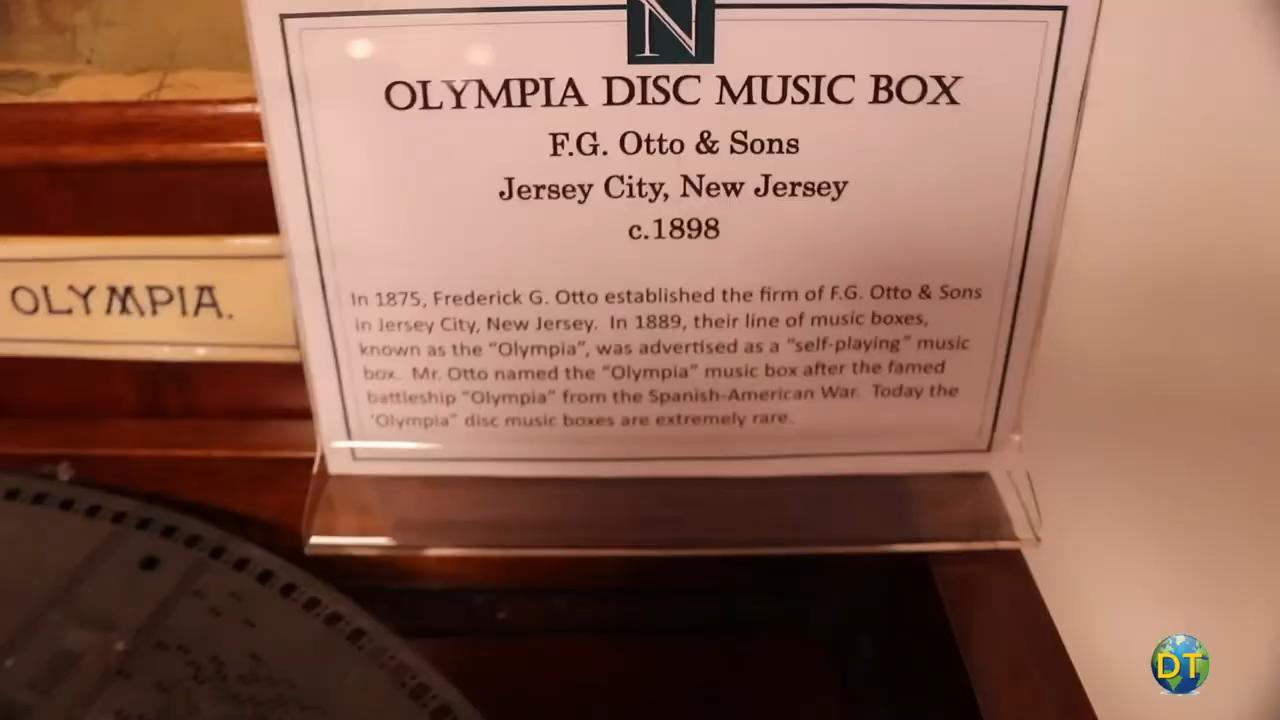 N
OLYMPIA DISC MUSIC BOX
F.G. Otto & Sons
Jersey City, New Jersey
c.1898
OLYMPIA.
In 1875, Frederick G. Otto established the firm of F.G. Otto & Sons
in Jersey City, New Jersey. In 1889, their line of music boxes,
known as the “Olympia”, was advertised as a “self-playing” music
box. Mr. Otto named the “Olympia” music box after the famed
battleship “Olympia” from the Spanish-American War. Today the
'Olympia” disc music boxes are extremely rare.
DT